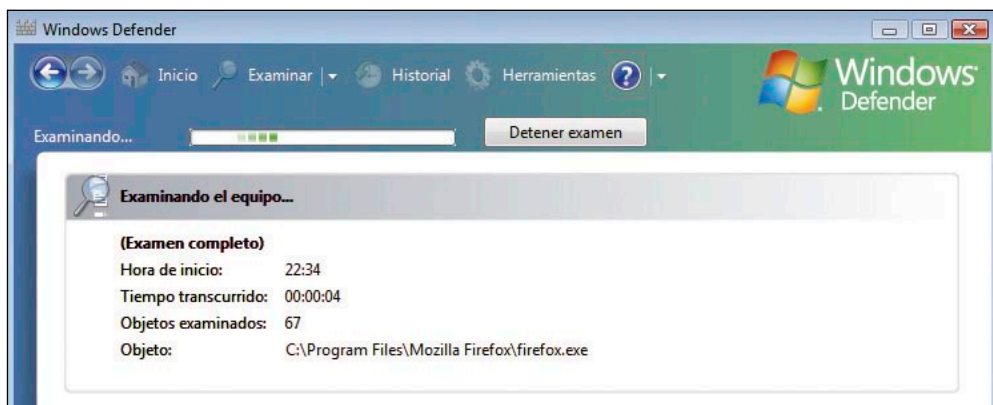 Windows Defender
Inicio Examinar Historial Herramientas ?
Windows
Defender
Examinando... Detener examen
Examinando el equipo...
(Examen completo)
Hora de inicio: 22:34
Tiempo transcurrido: 00:00:04
Objetos examinados: 67
Objeto: C:\Program Files\Mozilla Firefox\firefox.exe